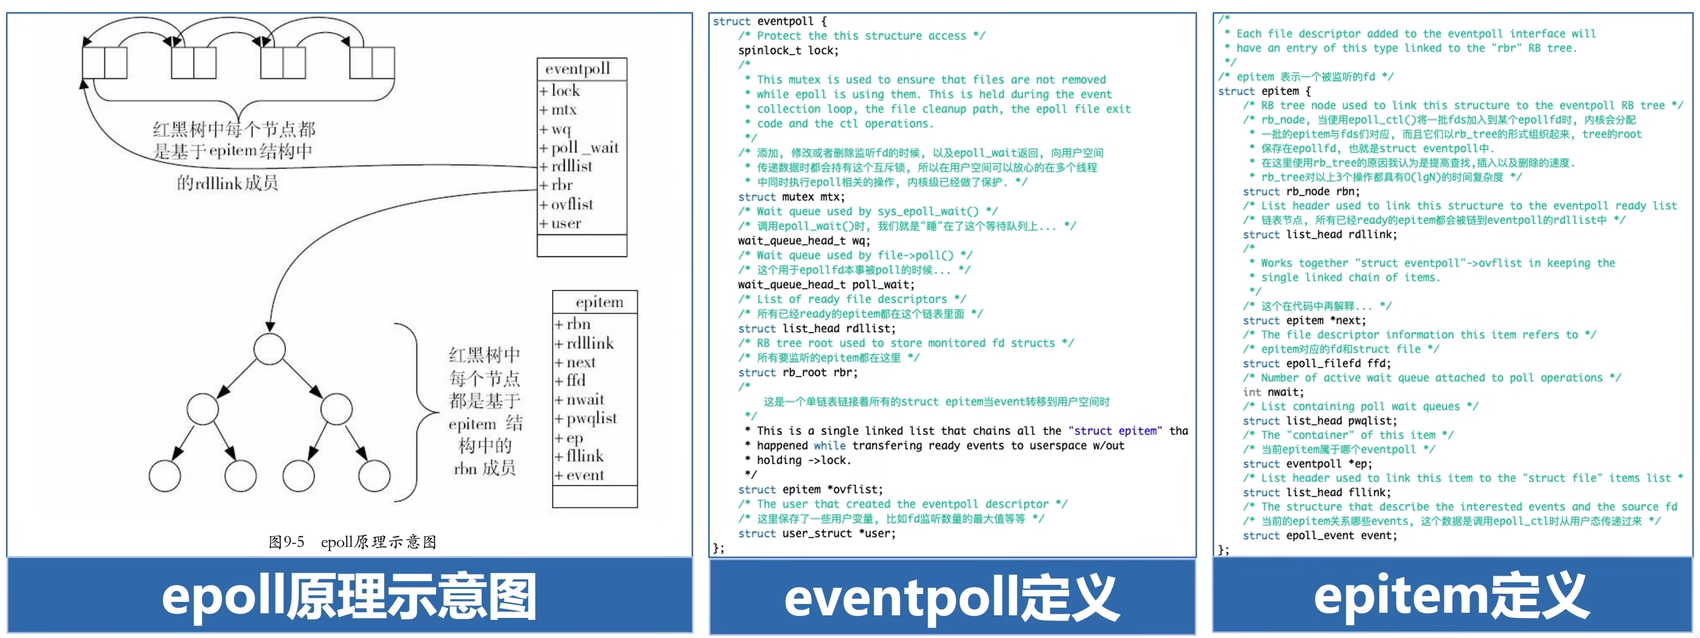 红黑树中每个节点都
是基于epitem结构中
的rdllink成员
eventpoll
+lock
+mtx
+wq
+poll_wait
+rdllist
+rbr
+ovflist
+user
epitem
+rbn
+rdllink
+next
+ffd
+nwait
+pwqlist
+ep
+fllink
+event
红黑树中
每个节点
都是基于
epitem 结
构中的
rbn 成员
图9-5 epoll原理示意图
epoll原理示意图
struct eventpoll {
/* Protect the this structure access */
spinlock_t lock;
/*
* This mutex is used to ensure that files are not removed
* while epoll is using them. This is held during the event
* collection loop, the file cleanup path, the epoll file exit
* code and the ctl operations.
*/
/* 添加, 修改或者删除监听fd的时候, 以及epoll_wait返回, 向用户空间
* 传递数据时都会持有这个互斥锁, 所以在用户空间可以放心的在多个线程
* 中同时执行epoll相关的操作, 内核级已经做了保护. */
struct mutex mtx;
/* Wait queue used by sys_epoll_wait() */
/* 调用epoll_wait()时, 我们就是"睡"在了这个等待队列上... */
wait_queue_head_t wq;
/* Wait queue used by file->poll() */
/* 这个用于epollfd本事被poll的时候... */
wait_queue_head_t poll_wait;
/* List of ready file descriptors */
/* 所有已经ready的epitem都在这个链表里面 */
struct list_head rdllist;
/* RB tree root used to store monitored fd structs */
/* 所有要监听的epitem都在这里 */
struct rb_root rbr;
/*
这是一个单链表链接着所有的struct epitem当event转移到用户空间时
*/
* This is a single linked list that chains all the "struct epitem" tha
* happened while transfering ready events to userspace w/out
* holding ->lock.
*/
struct epitem *ovflist;
/* The user that created the eventpoll descriptor */
/* 这里保存了一些用户变量, 比如fd监听数量的最大值等等 */
struct user_struct *user;
};
eventpoll定义
/*
* Each file descriptor added to the eventpoll interface will
* have an entry of this type linked to the "rbr" RB tree.
*/
/* epitem 表示一个被监听的fd */
struct epitem {
/* RB tree node used to link this structure to the eventpoll RB tree */
/* rb_node, 当使用epoll_ctl()将一批fds加入到某个epollfd时, 内核会分配
* 一批的epitem与fds们对应, 而且它们以rb_tree的形式组织起来, tree的root
* 保存在epollfd, 也就是struct eventpoll中.
* 在这里使用rb_tree的原因我认为是提高查找,插入以及删除的速度.
* rb_tree对以上3个操作都具有O(lgN)的时间复杂度 */
struct rb_node rbn;
/* List header used to link this structure to the eventpoll ready list
/* 链表节点, 所有已经ready的epitem都会被链到eventpoll的rdllist中 */
struct list_head rdllink;
/*
* Works together "struct eventpoll"->ovflist in keeping the
* single linked chain of items.
*/
/* 这个在代码中再解释... */
struct epitem *next;
/* The file descriptor information this item refers to */
/* epitem对应的fd和struct file */
struct epoll_filefd ffd;
/* Number of active wait queue attached to poll operations */
int nwait;
/* List containing poll wait queues */
struct list_head pwqlist;
/* The "container" of this item */
/* 当前epitem属于哪个eventpoll */
struct eventpoll *ep;
/* List header used to link this item to the "struct file" items list *
struct list_head fllink;
/* The structure that describe the interested events and the source fd
/* 当前的epitem关系哪些events, 这个数据是调用epoll_ctl时从用户态传递过来 */
struct epoll_event event;
};
epitem定义